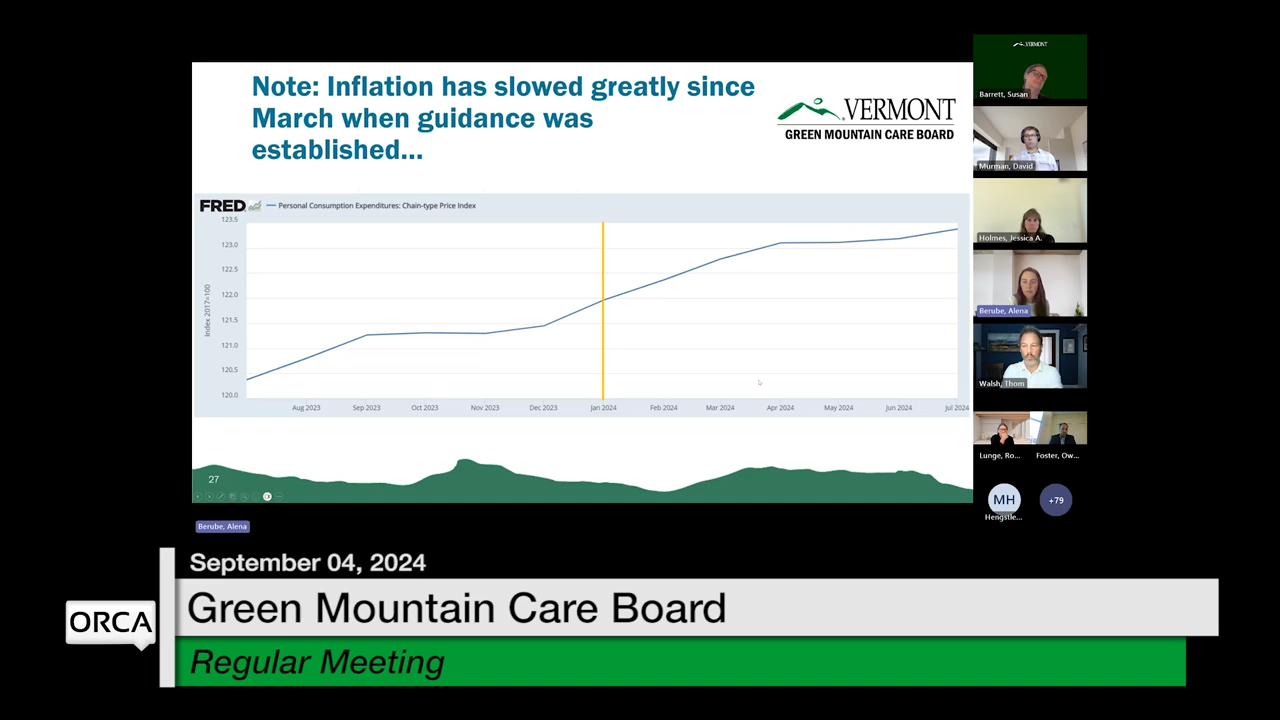 Note: Inflation has slowed greatly since
March when guidance was
established...
VERMONT
GREEN MOUNTAIN CARE BOARD
FRED
Personal Consumption Expenditures: Chain-type Price Index
Index 2017=100
123.5
123.0
122.5
122.0
121.5
121.0
120.5
120.0
Aug 2023 Sep 2023 Oct 2023 Nov 2023 Dec 2023 Jan 2024 Feb 2024 Mar 2024 Apr 2024 May 2024 Jun 2024 Jul 2024
27
VERMONT
Barrett, Susan
Murman, David
Holmes, Jessica A.
Berube, Alena
Walsh, Thom
Lunge, Ro... Foster, Ow...
MH +79
Hengstle...
Berube, Alena
September 04, 2024
ORCA
Green Mountain Care Board
Regular Meeting